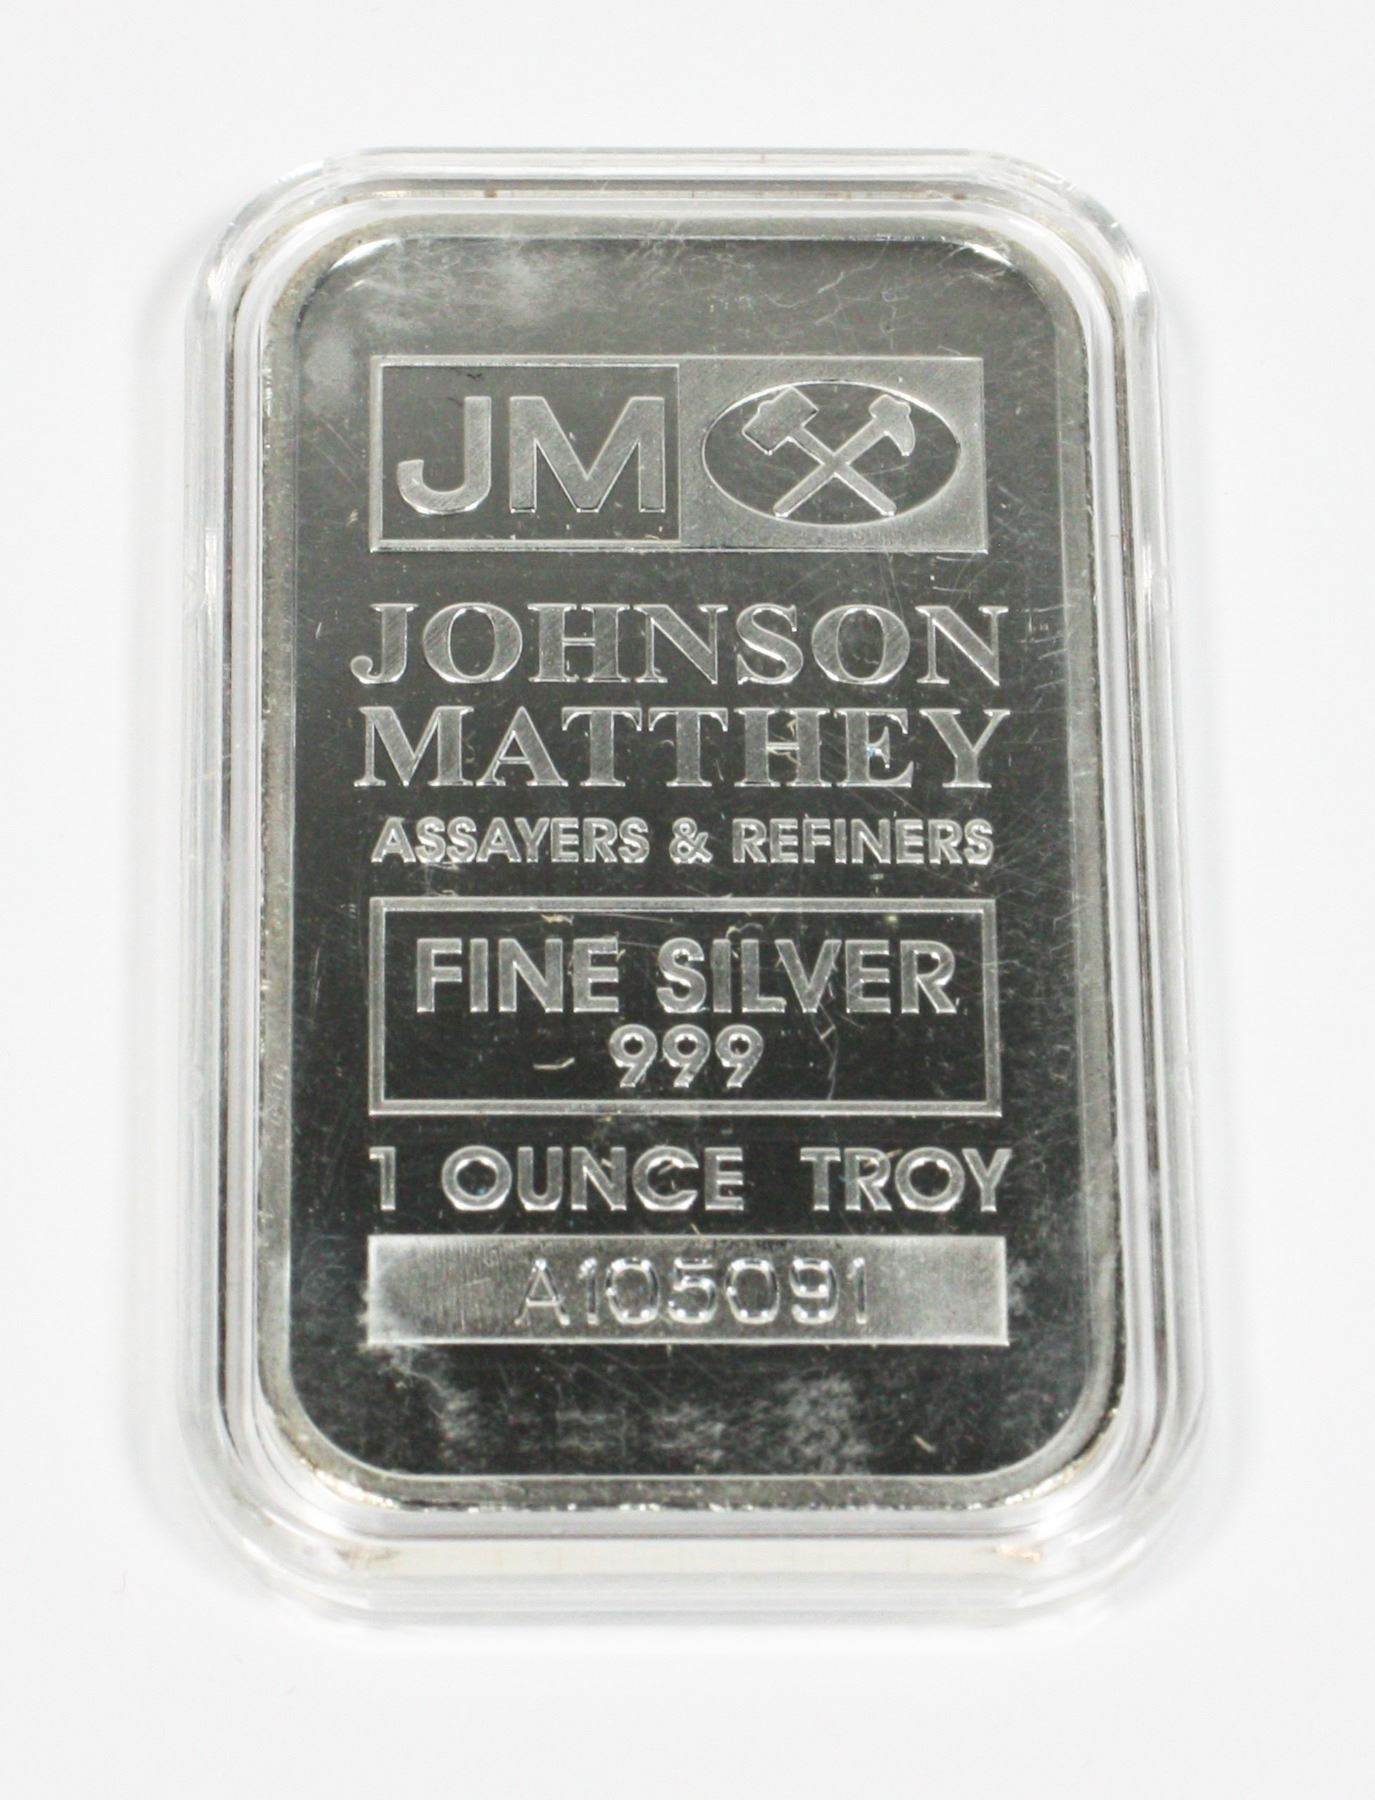 JM
JOHNSON
MATTHEY
ASSAYERS & REFINERS
FINE SILVER
999
1 OUNCE TROY
A105091